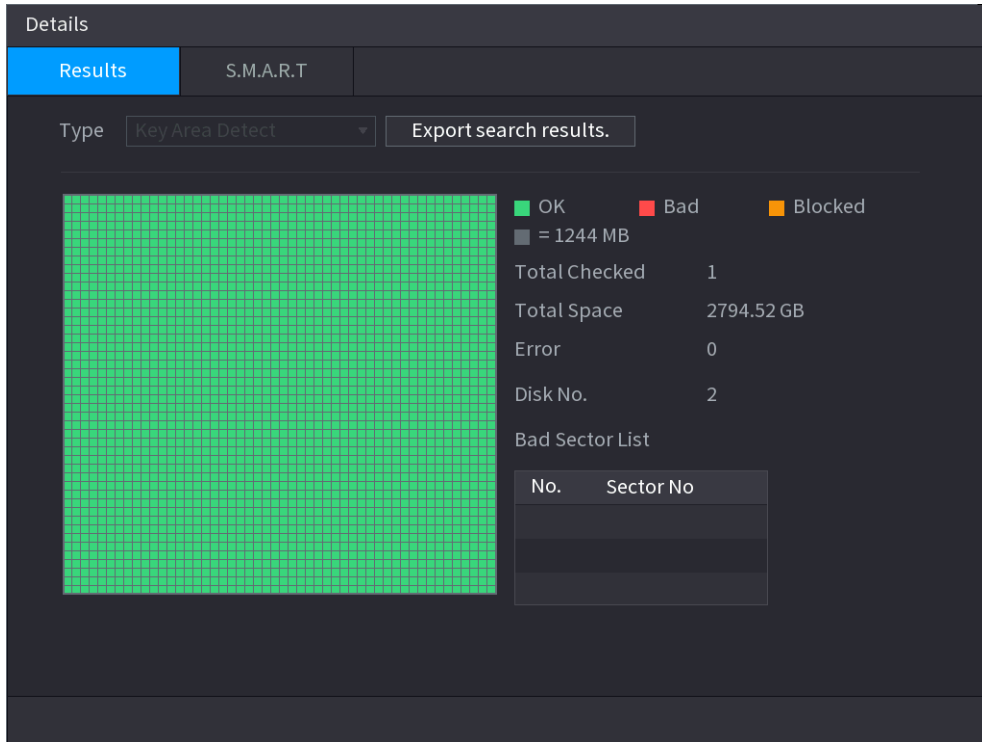 Details
Results S.M.A.R.T
Type Key Area Detect Export search results.
OK Bad Blocked
= 1244 MB
Total Checked 1
Total Space 2794.52 GB
Error 0
Disk No. 2
Bad Sector List
No. Sector No